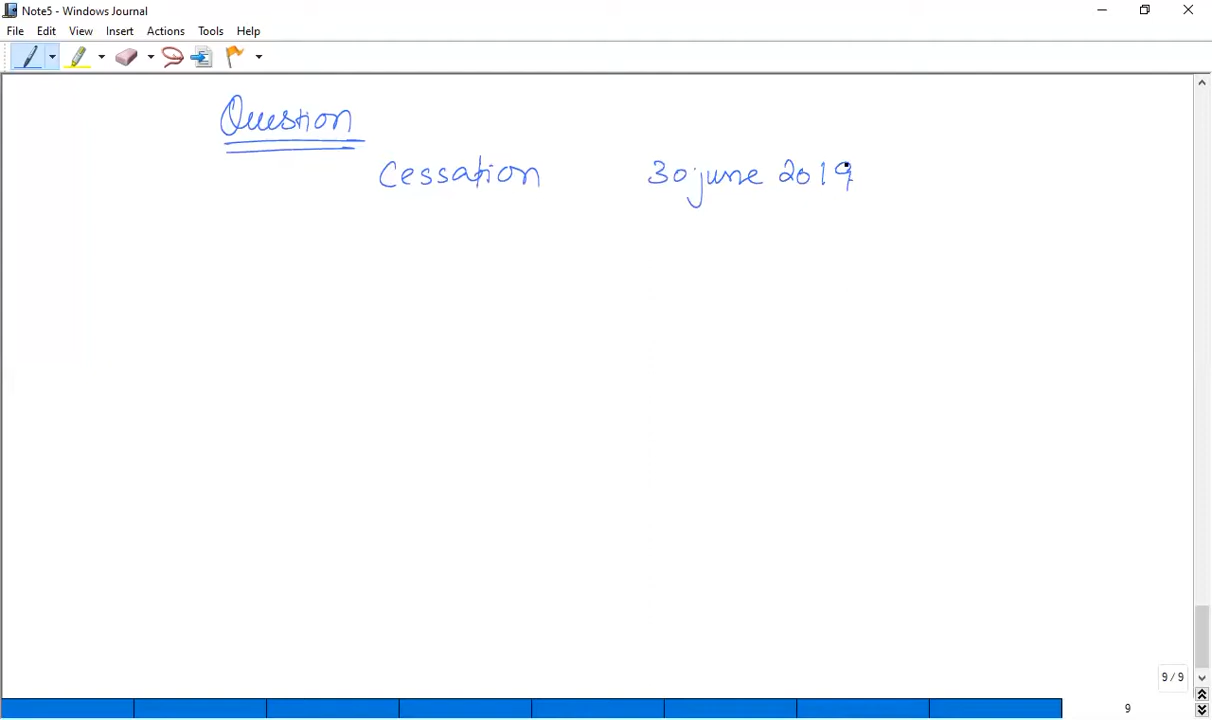 Note5 - Windows Journal
File Edit View Insert Actions Tools Help
Question
Cessation 30 june 2019
9 / 9
9